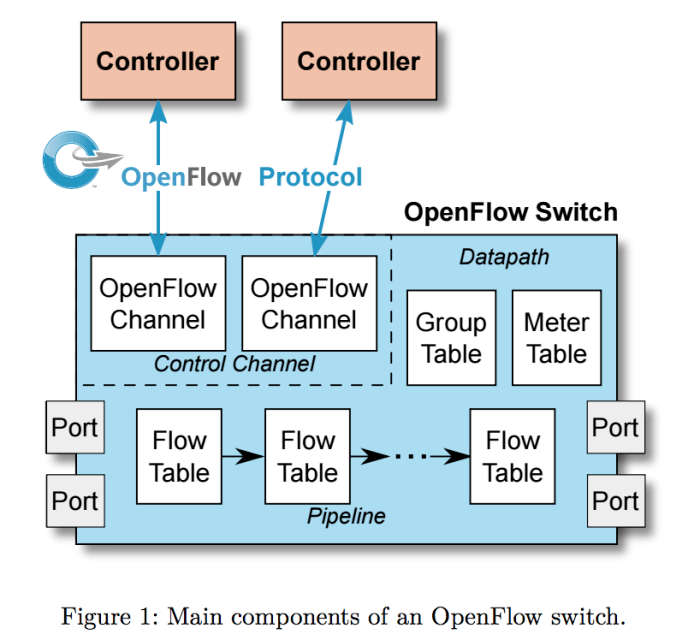 Controller
Controller
OpenFlow Protocol
OpenFlow Switch
OpenFlow
Channel
OpenFlow
Channel
Control Channel
Datapath
Group
Table
Meter
Table
Port
Port
Flow
Table
Flow
Table
...
Flow
Table
Pipeline
Port
Port
Figure 1: Main components of an OpenFlow switch.